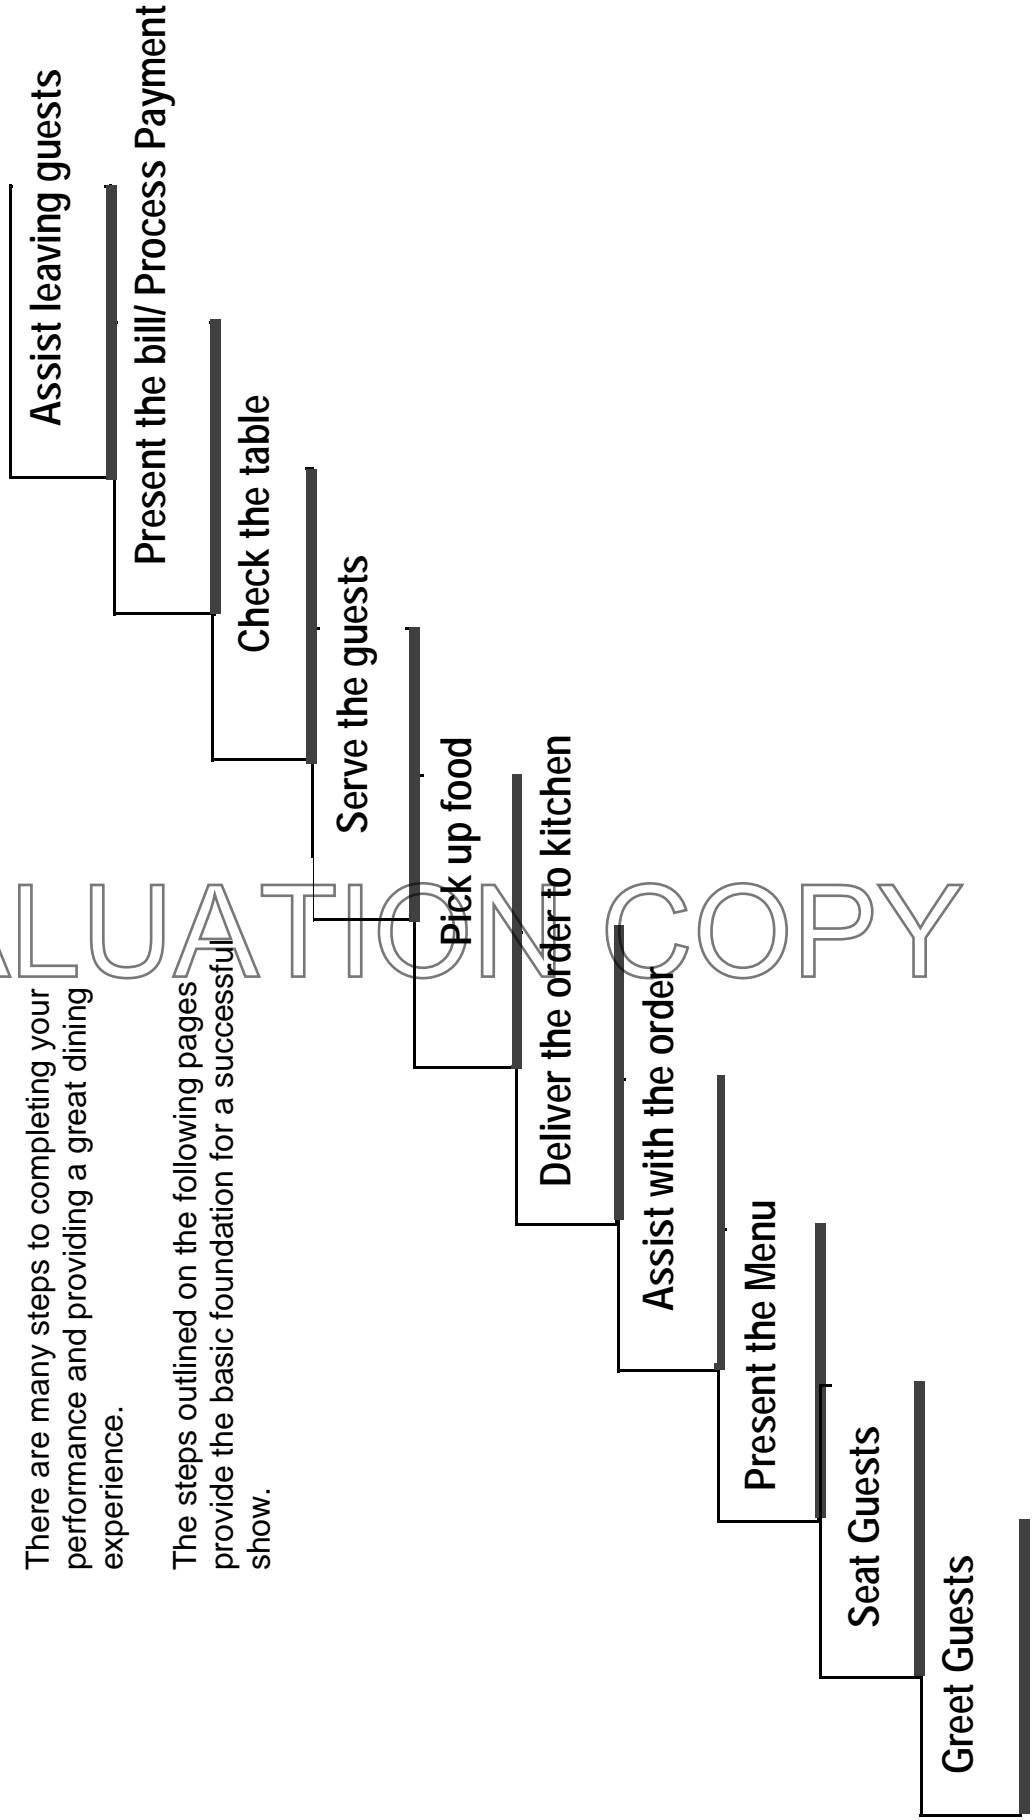 There are many steps to completing your
performance and providing a great dining
experience.
The steps outlined on the following pages
provide the basic foundation for a successful
show.
Assist leaving guests
Present the bill/ Process Payment
Check the table
Serve the guests
Pick up food
Deliver the order to kitchen
Assist with the order
Present the Menu
Seat Guests
Greet Guests
ALUATION COPY